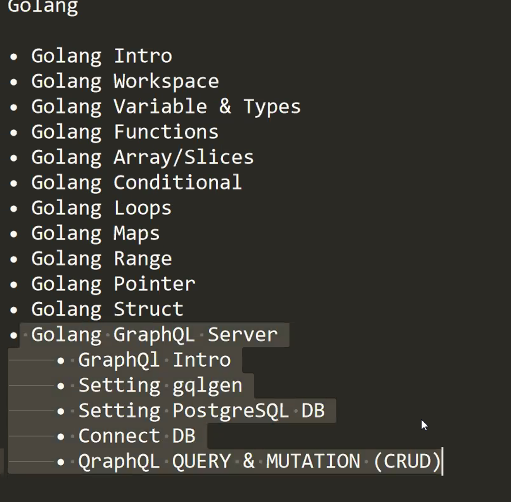 Golang
• Golang Intro
• Golang Workspace
• Golang Variable & Types
• Golang Functions
• Golang Array/Slices
• Golang Conditional
• Golang Loops
• Golang Maps
• Golang Range
• Golang Pointer
• Golang Struct
• Golang GraphQL Server
• GraphQl Intro
• Setting gqlgen
• Setting PostgreSQL DB
• Connect DB
• QraphQL QUERY & MUTATION (CRUD)